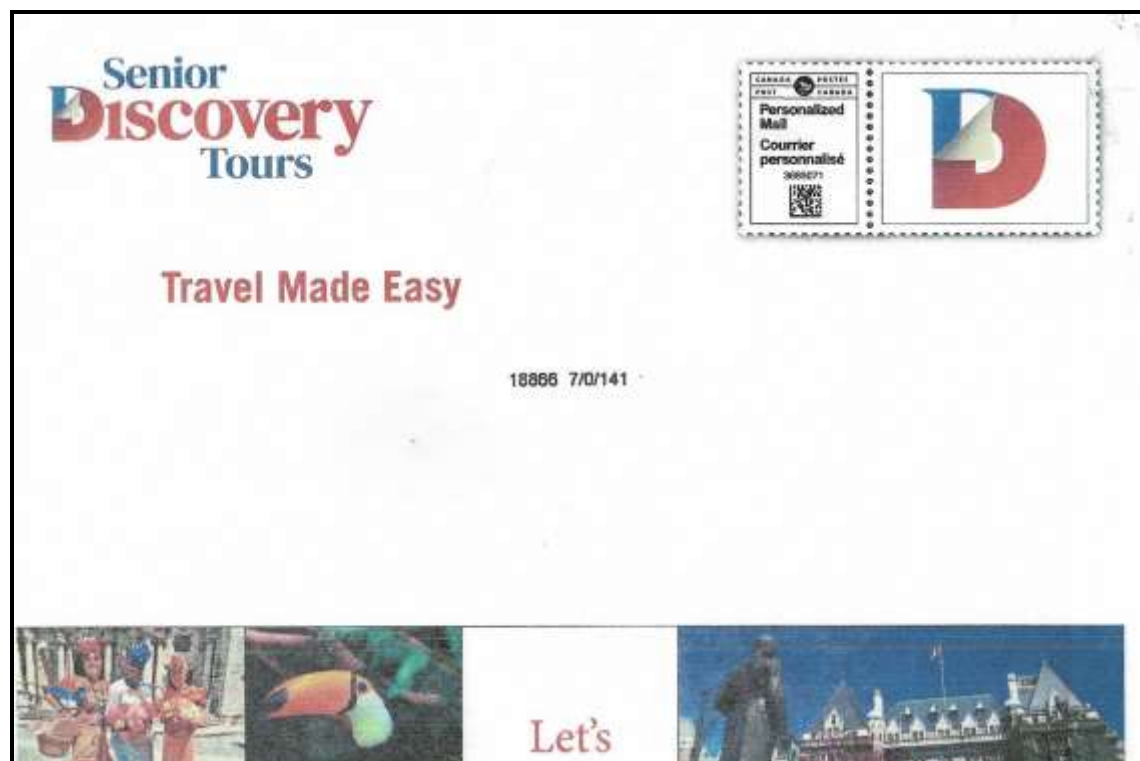 Senior
Discovery
Tours
CANADA POSTES
POST CANADA
Personalized
Mail
Courrier
personnalisé
3685071
D
Travel Made Easy
18866 7/0/141
Let's